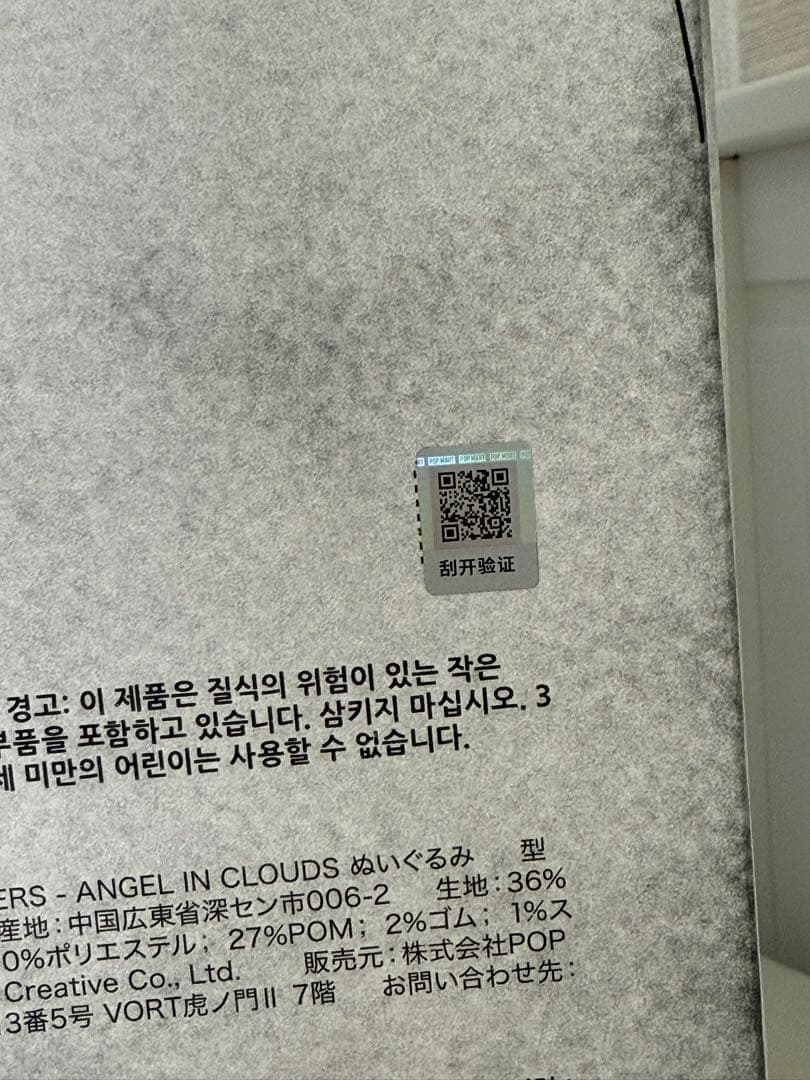 POP MART POP MART POP MART
刮开验证
경고: 이 제품은 질식의 위험이 있는 작은
부품을 포함하고 있습니다. 삼키지 마십시오. 3
세 미만의 어린이는 사용할 수 없습니다.
ERS - ANGEL IN CLOUDS ぬいぐるみ 型
産地:中国広東省深セン市006-2 生地:36%
0%ポリエステル; 27%POM; 2%ゴム; 1%ス
Creative Co., Ltd. 販売元:株式会社POP
13番5号 VORT虎ノ門Ⅱ 7階 お問い合わせ先: